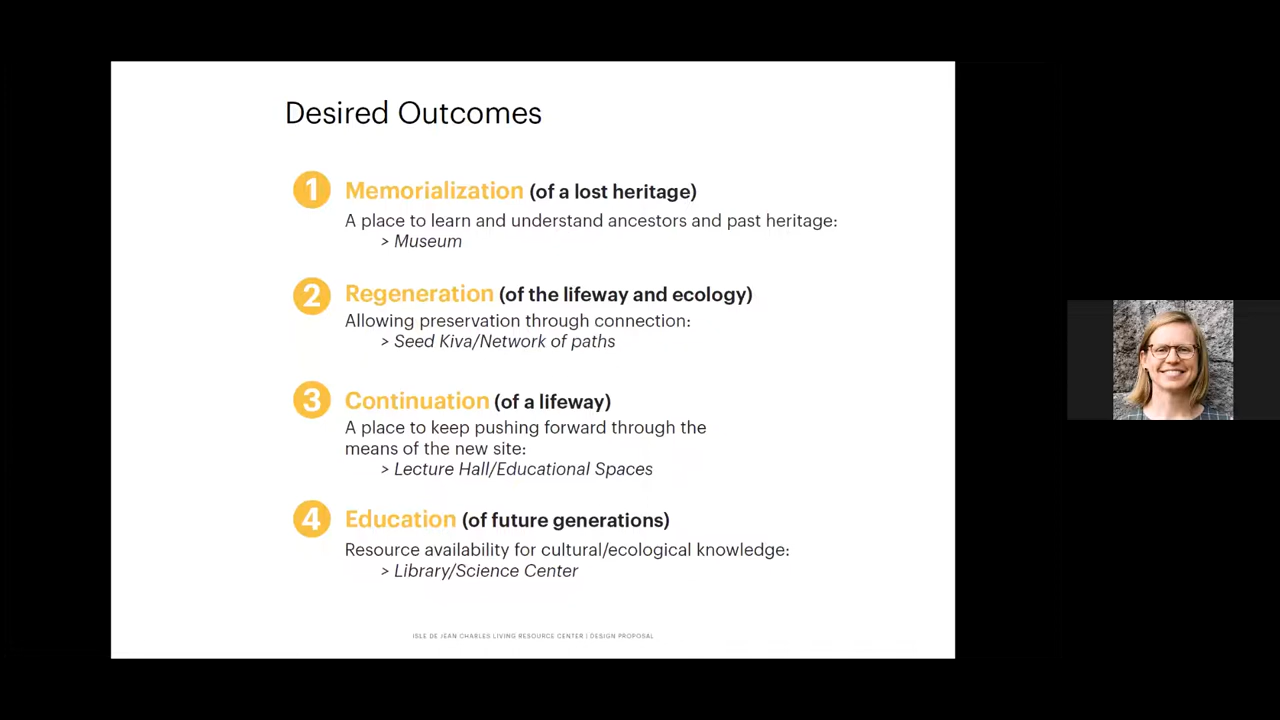 Desired Outcomes
1 Memorialization (of a lost heritage)
A place to learn and understand ancestors and past heritage:
> Museum
2 Regeneration (of the lifeway and ecology)
Allowing preservation through connection:
> Seed Kiva/Network of paths
3 Continuation (of a lifeway)
A place to keep pushing forward through the
means of the new site:
> Lecture Hall/Educational Spaces
4 Education (of future generations)
Resource availability for cultural/ecological knowledge:
> Library/Science Center
ISLE DE JEAN CHARLES LIVING RESOURCE CENTER | DESIGN PROPOSAL